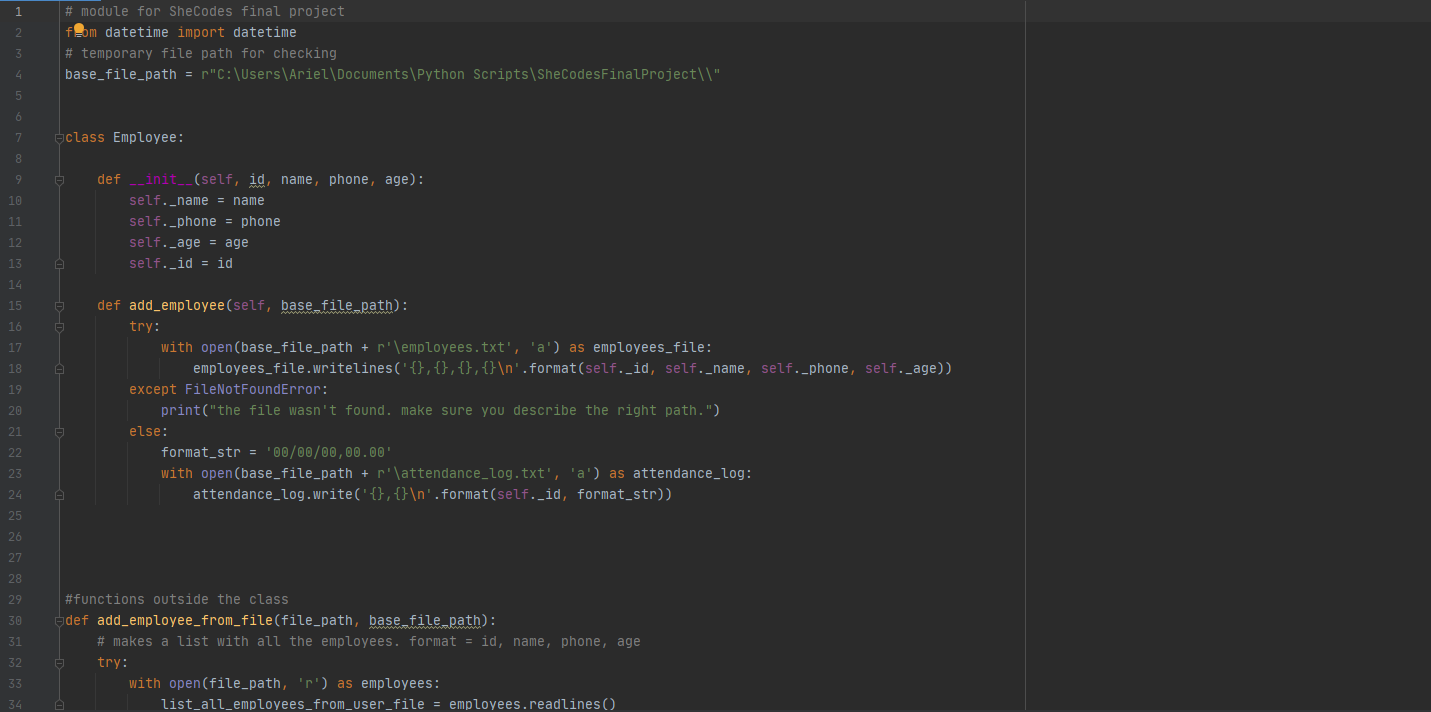 1 # module for SheCodes final project
2 from datetime import datetime
3 # temporary file path for checking
4 base_file_path = r"C:\Users\Ariel\Documents\Python Scripts\SheCodesFinalProject\\"
5
6
7 class Employee:
8
9     def __init__(self, id, name, phone, age):
10         self._name = name
11         self._phone = phone
12         self._age = age
13         self._id = id
14
15     def add_employee(self, base_file_path):
16         try:
17             with open(base_file_path + r'\employees.txt', 'a') as employees_file:
18                 employees_file.writelines('{},{},{},{}\n'.format(self._id, self._name, self._phone, self._age))
19         except FileNotFoundError:
20             print("the file wasn't found. make sure you describe the right path.")
21         else:
22             format_str = '00/00/00,00.00'
23             with open(base_file_path + r'\attendance_log.txt', 'a') as attendance_log:
24                 attendance_log.write('{},{}\n'.format(self._id, format_str))
25
26
27
28
29 #functions outside the class
30 def add_employee_from_file(file_path, base_file_path):
31     # makes a list with all the employees. format = id, name, phone, age
32     try:
33         with open(file_path, 'r') as employees:
34             list_all_employees_from_user_file = employees.readlines()